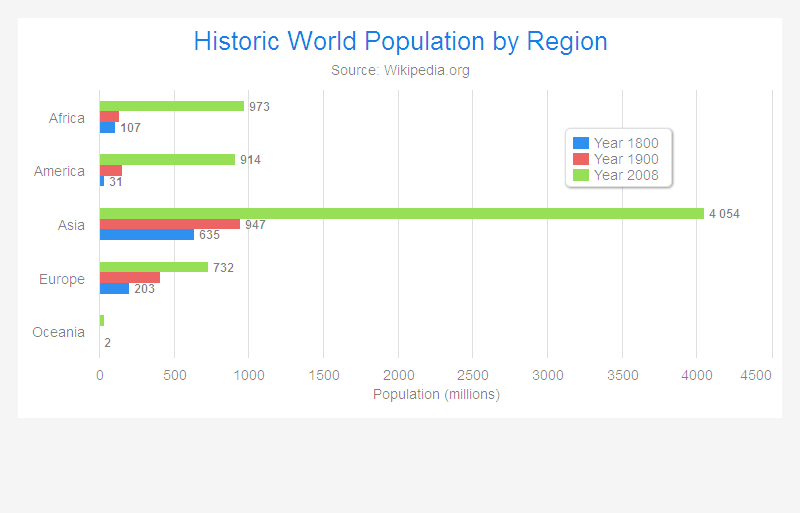 Historic World Population by Region
Source: Wikipedia.org
973
Africa
107
Year 1800
Year 1900
Year 2008
914
America
31
4 054
Asia
947
635
732
Europe
203
Oceania
2
0 500 1000 1500 2000 2500 3000 3500 4000 4500
Population (millions)